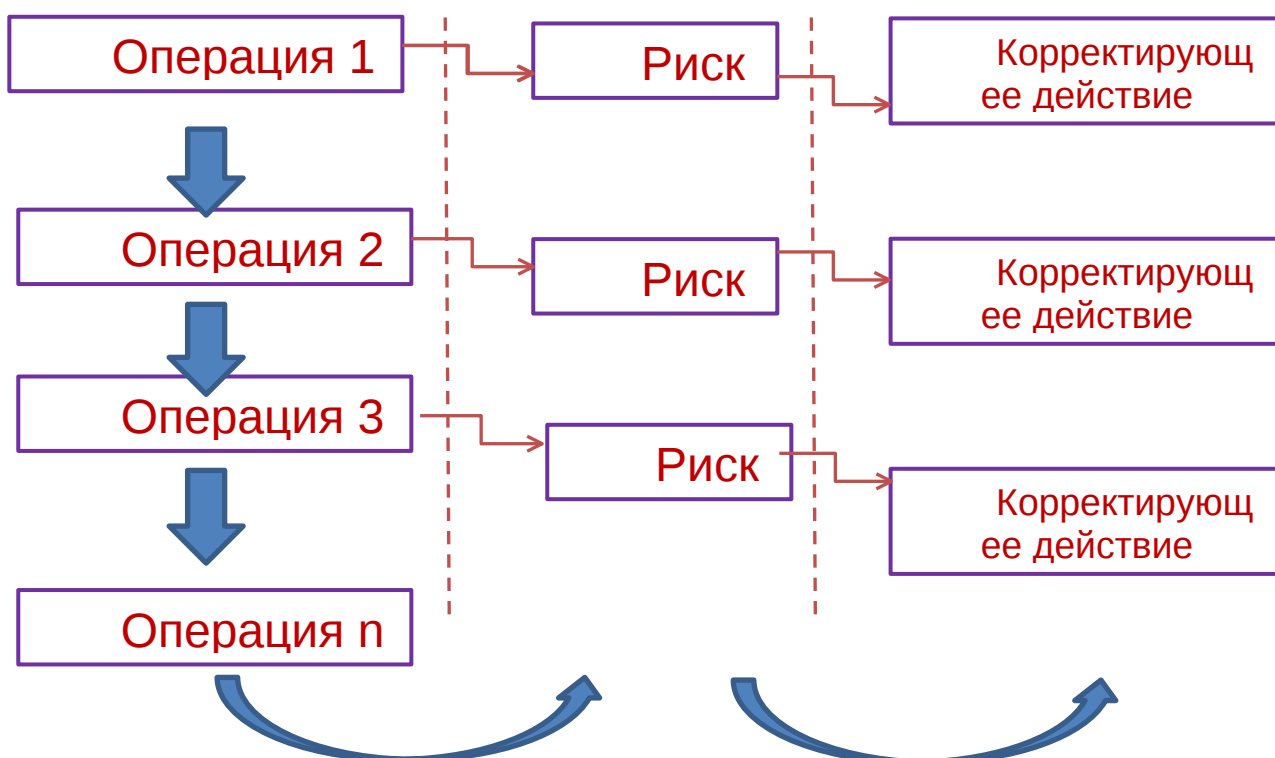 Операция 1
Риск
Корректирующ
ее действие
Операция 2
Риск
Корректирующ
ее действие
Операция 3
Риск
Корректирующ
ее действие
Операция n